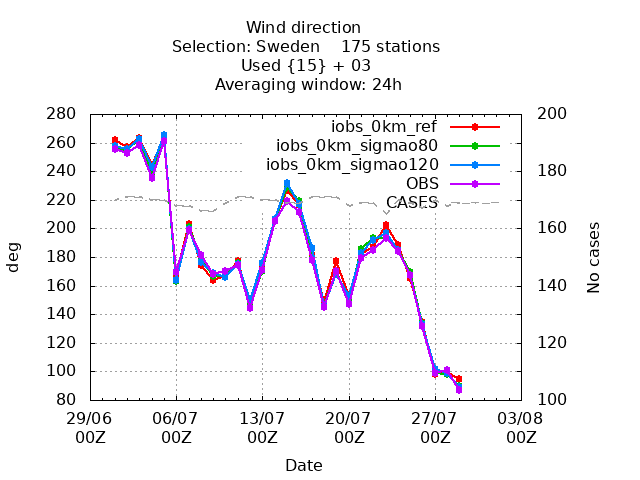 Wind direction
Selection: Sweden    175 stations
Used {15} + 03
Averaging window: 24h
280
260
240
220
200
180
160
140
120
100
80
deg
200
180
160
140
120
100
No cases
iobs_0km_ref
iobs_0km_sigmao80
iobs_0km_sigmao120
OBS
CASES
29/06 06/07 13/07 20/07 27/07 03/08
00Z 00Z 00Z 00Z 00Z 00Z
Date